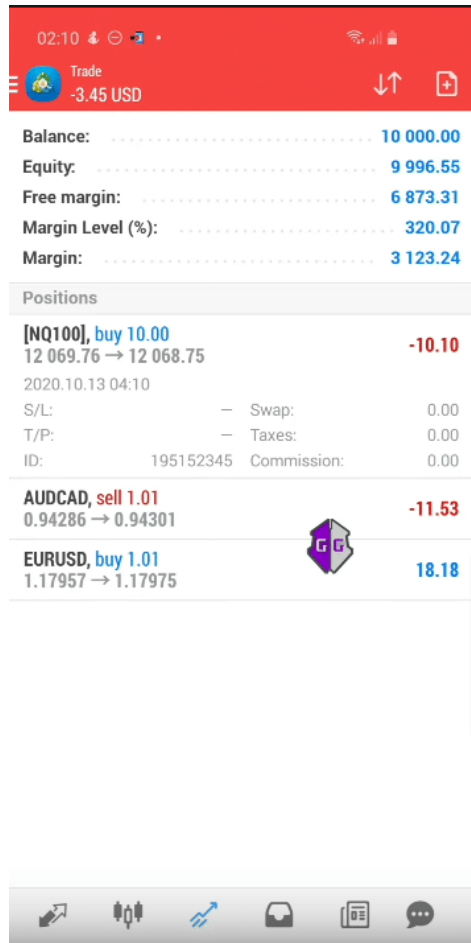 02:10
Trade
-3.45 USD
Balance: 10 000.00
Equity: 9 996.55
Free margin: 6 873.31
Margin Level (%): 320.07
Margin: 3 123.24
Positions
[NQ100], buy 10.00
12 069.76 → 12 068.75 -10.10
2020.10.13 04:10
S/L: – Swap: 0.00
T/P: – Taxes: 0.00
ID: 195152345 Commission: 0.00
AUDCAD, sell 1.01
0.94286 → 0.94301 -11.53
EURUSD, buy 1.01
1.17957 → 1.17975 18.18
GG